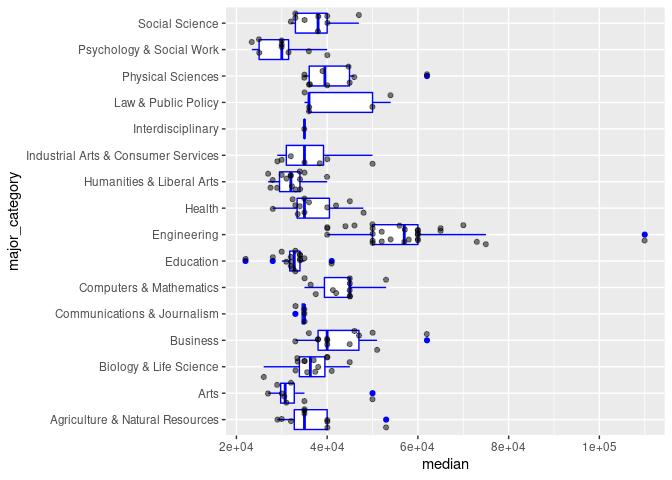 Social Science
Psychology & Social Work
Physical Sciences
Law & Public Policy
Interdisciplinary
Industrial Arts & Consumer Services
Humanities & Liberal Arts
Health
Engineering
Education
Computers & Mathematics
Communications & Journalism
Business
Biology & Life Science
Arts
Agriculture & Natural Resources
major_category
2e+04 4e+04 6e+04 8e+04 1e+05
median